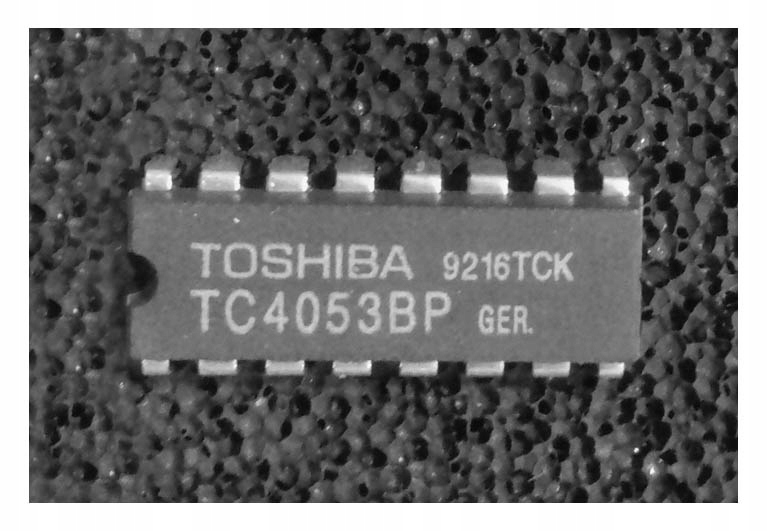 TOSHIBA 9216TCK
TC4053BP GER.